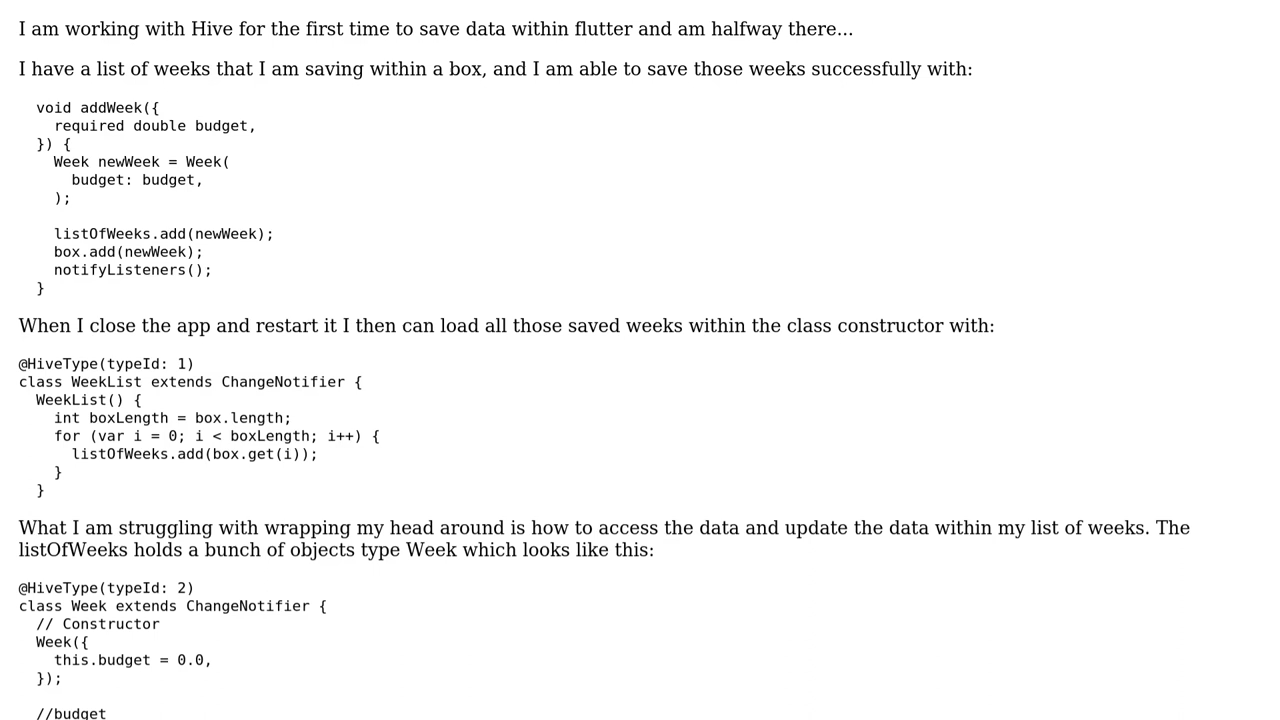 I am working with Hive for the first time to save data within flutter and am halfway there...
I have a list of weeks that I am saving within a box, and I am able to save those weeks successfully with:
  void addWeek({
    required double budget,
  }) {
    Week newWeek = Week(
      budget: budget,
    );

    listOfWeeks.add(newWeek);
    box.add(newWeek);
    notifyListeners();
  }
When I close the app and restart it I then can load all those saved weeks within the class constructor with:
@HiveType(typeId: 1)
class WeekList extends ChangeNotifier {
  WeekList() {
    int boxLength = box.length;
    for (var i = 0; i < boxLength; i++) {
      listOfWeeks.add(box.get(i));
    }
  }
What I am struggling with wrapping my head around is how to access the data and update the data within my list of weeks. The
listOfWeeks holds a bunch of objects type Week which looks like this:
@HiveType(typeId: 2)
class Week extends ChangeNotifier {
  // Constructor
  Week({
    this.budget = 0.0,
  });

  //budget